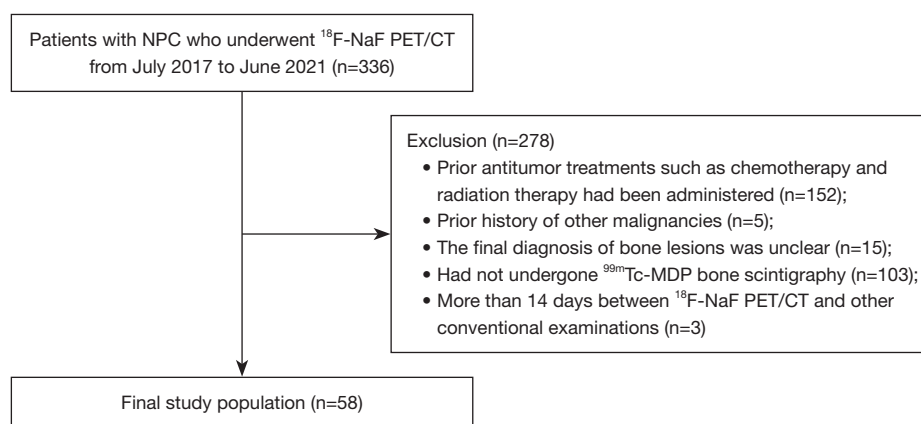 Patients with NPC who underwent ¹⁸F-NaF PET/CT
from July 2017 to June 2021 (n=336)
Exclusion (n=278)
• Prior antitumor treatments such as chemotherapy and
radiation therapy had been administered (n=152);
• Prior history of other malignancies (n=5);
• The final diagnosis of bone lesions was unclear (n=15);
• Had not undergone ⁹⁹ᵐTc-MDP bone scintigraphy (n=103);
• More than 14 days between ¹⁸F-NaF PET/CT and other
conventional examinations (n=3)
Final study population (n=58)